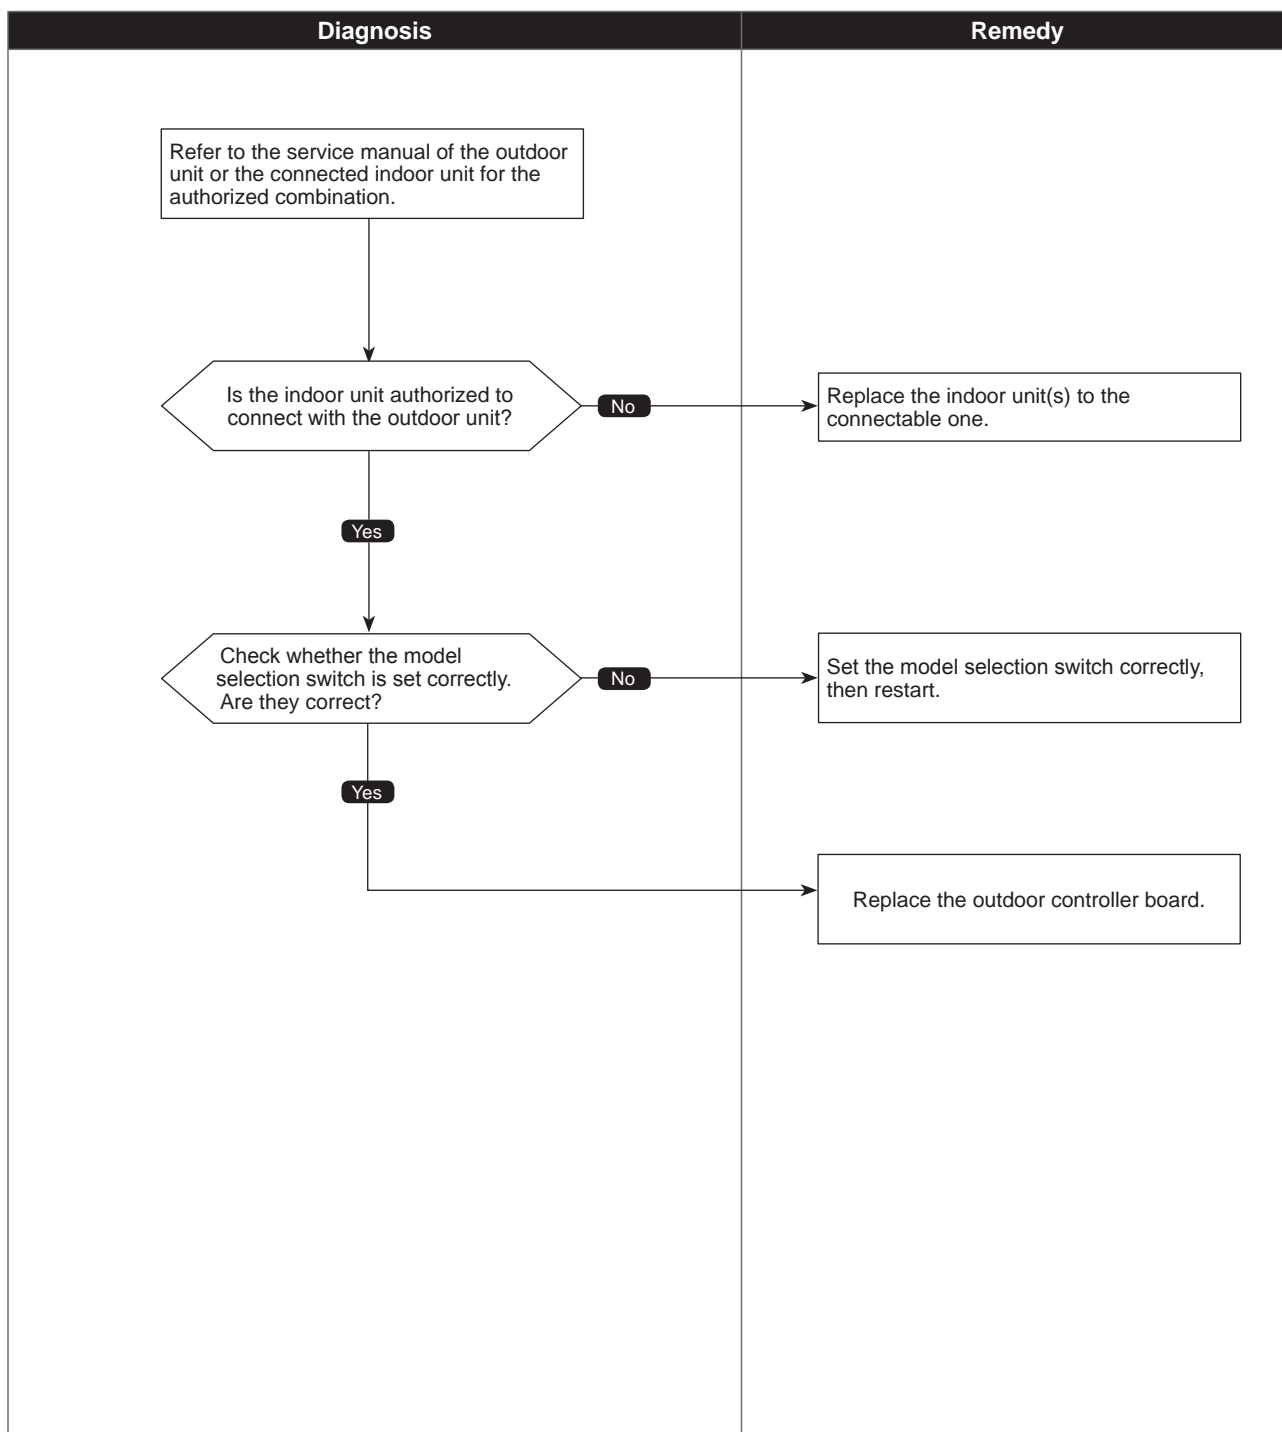 Diagnosis
Remedy
Refer to the service manual of the outdoor
unit or the connected indoor unit for the
authorized combination.
Is the indoor unit authorized to
connect with the outdoor unit?
No
Replace the indoor unit(s) to the
connectable one.
Yes
Check whether the model
selection switch is set correctly.
Are they correct?
No
Set the model selection switch correctly,
then restart.
Yes
Replace the outdoor controller board.